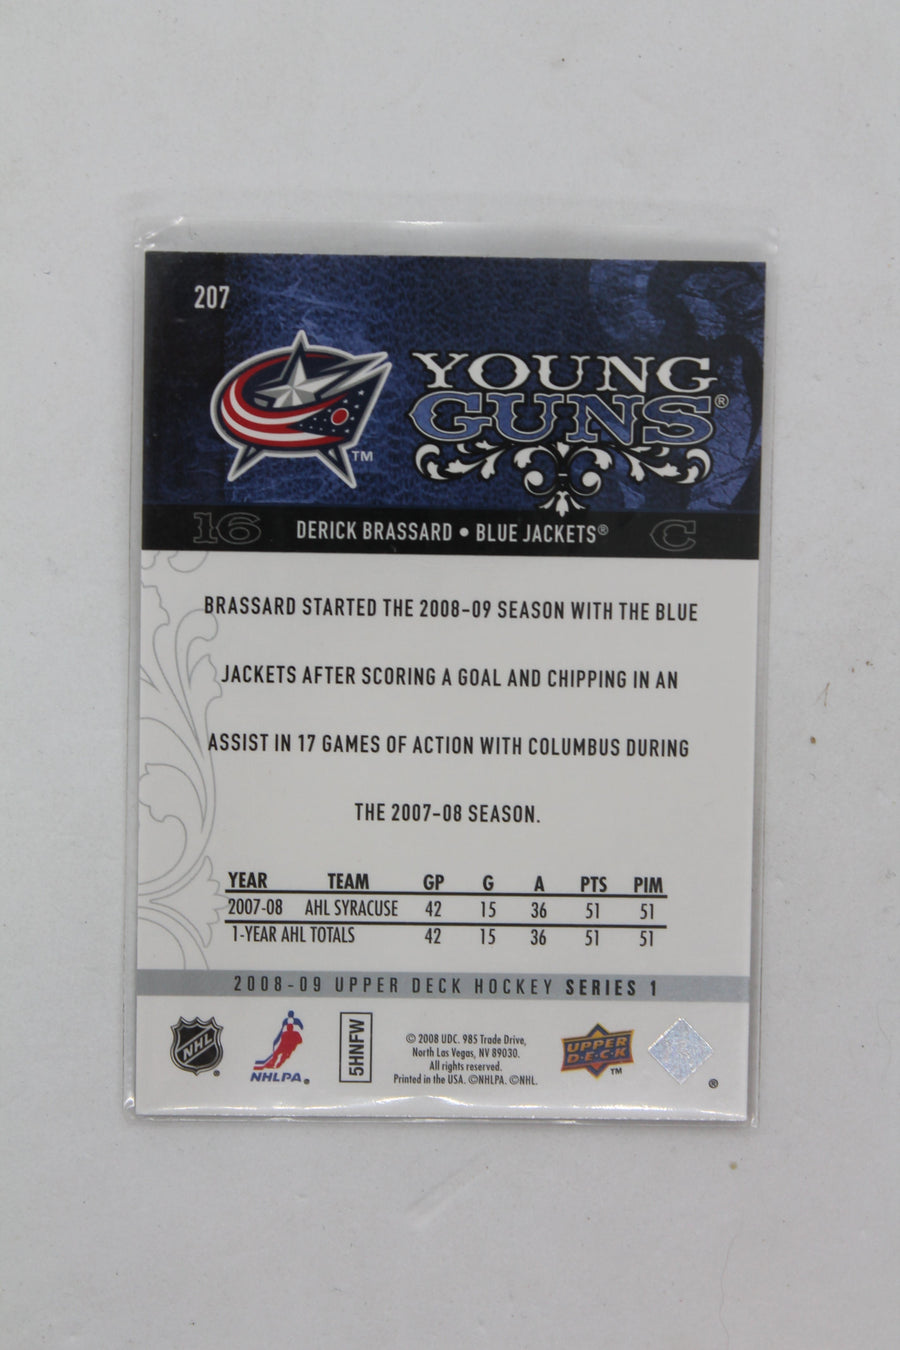 207
YOUNG
GUNS®
TM
16 DERICK BRASSARD • BLUE JACKETS® C
BRASSARD STARTED THE 2008-09 SEASON WITH THE BLUE
JACKETS AFTER SCORING A GOAL AND CHIPPING IN AN
ASSIST IN 17 GAMES OF ACTION WITH COLUMBUS DURING
THE 2007-08 SEASON.
YEAR TEAM GP G A PTS PIM
2007-08 AHL SYRACUSE 42 15 36 51 51
1-YEAR AHL TOTALS 42 15 36 51 51
2008-09 UPPER DECK HOCKEY SERIES 1
NHL ®
NHLPA®
5HNFW
© 2008 UDC. 985 Trade Drive,
North Las Vegas, NV 89030.
All rights reserved.
Printed in the USA. ©NHLPA. ©NHL.
UPPER
DECK
TM
®